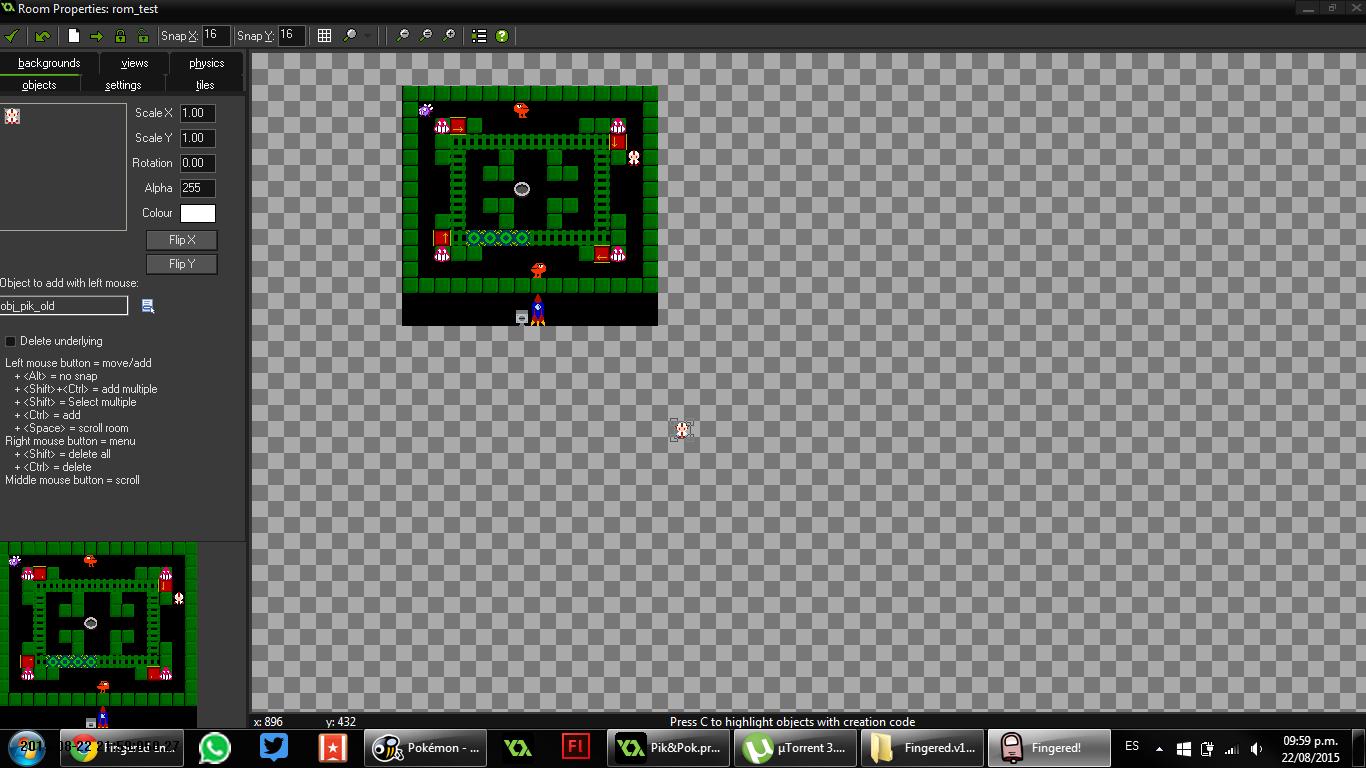 Room Properties: rom_test
Snap X: 16 Snap Y: 16
backgrounds views physics
objects settings tiles
Scale X 1.00
Scale Y 1.00
Rotation 0.00
Alpha 255
Colour
Flip X
Flip Y
Object to add with left mouse:
obj_pik_old
Delete underlying
Left mouse button = move/add
+ <Alt> = no snap
+ <Shift>+<Ctrl> = add multiple
+ <Shift> = Select multiple
+ <Ctrl> = add
+ <Space> = scroll room
Right mouse button = menu
+ <Shift> = delete all
+ <Ctrl> = delete
Middle mouse button = scroll
x: 896 y: 432 Press C to highlight objects with creation code
Pokémon - ... Fl Pik&Pok.pr... µTorrent 3.... Fingered.v1... Fingered! ES 09:59 p.m.
22/08/2015